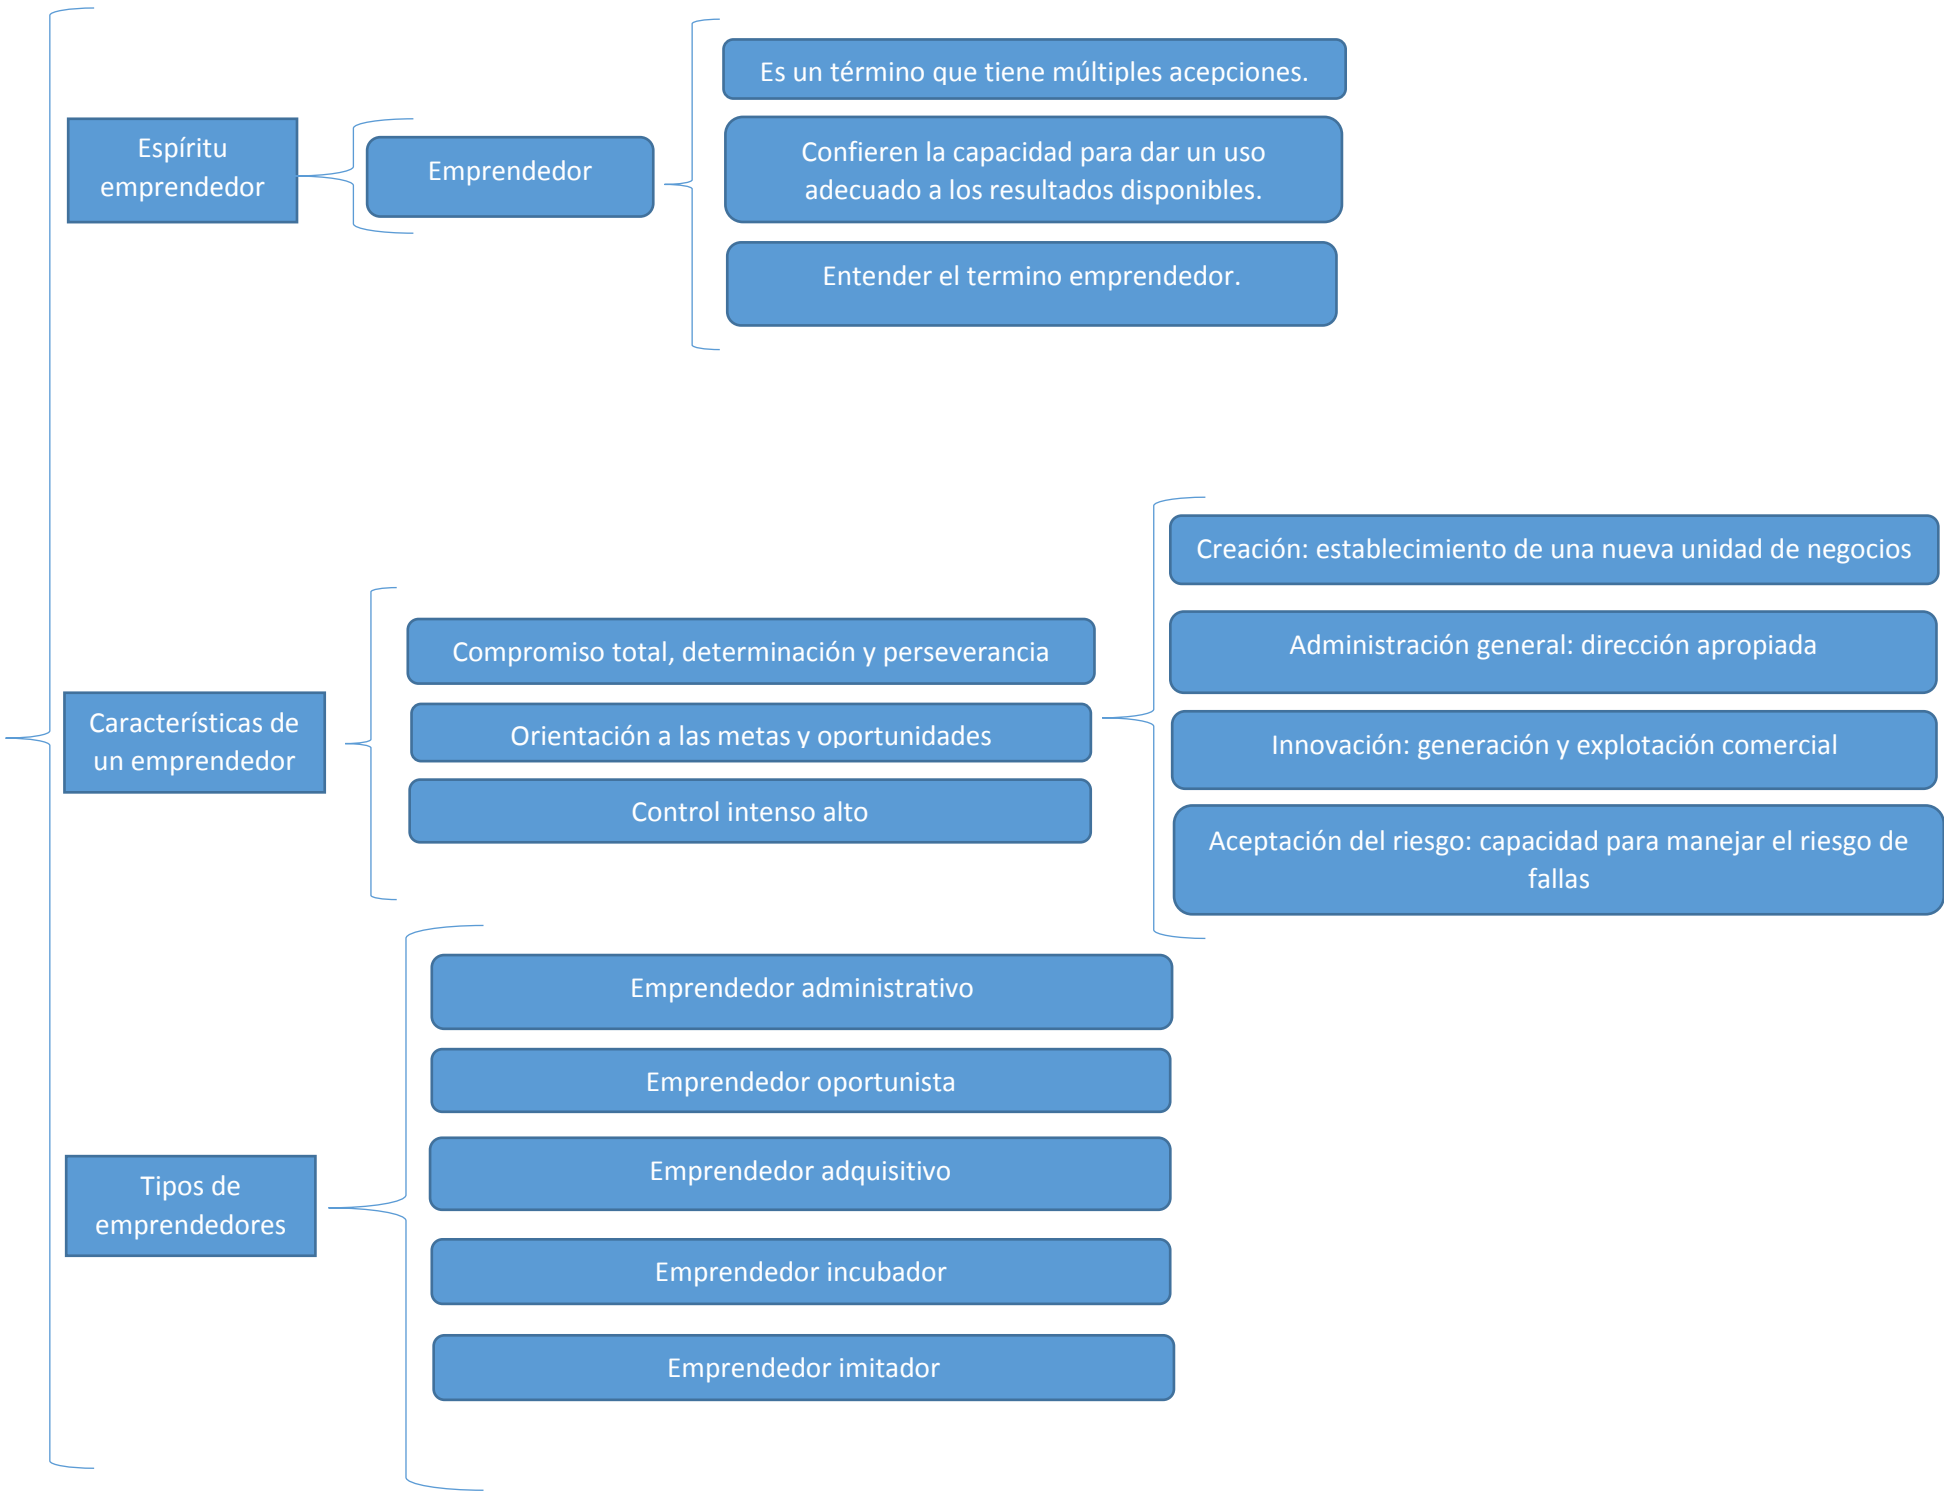 Espíritu
emprendedor
Emprendedor
Es un término que tiene múltiples acepciones.
Confieren la capacidad para dar un uso
adecuado a los resultados disponibles.
Entender el termino emprendedor.
Características de
un emprendedor
Compromiso total, determinación y perseverancia
Orientación a las metas y oportunidades
Control intenso alto
Creación: establecimiento de una nueva unidad de negocios
Administración general: dirección apropiada
Innovación: generación y explotación comercial
Aceptación del riesgo: capacidad para manejar el riesgo de
fallas
Tipos de
emprendedores
Emprendedor administrativo
Emprendedor oportunista
Emprendedor adquisitivo
Emprendedor incubador
Emprendedor imitador